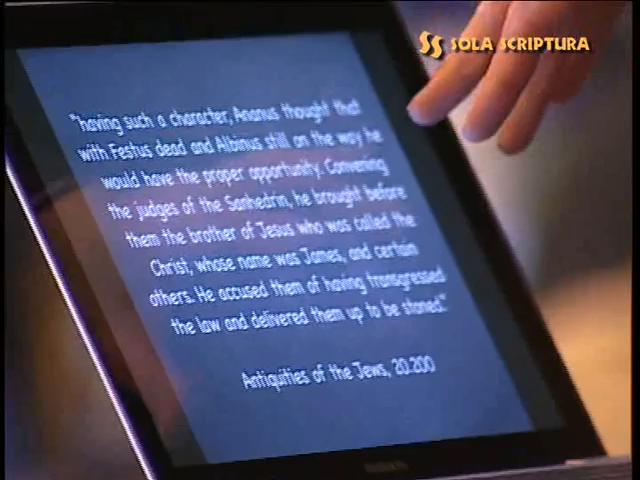 SS SOLA SCRIPTURA
"having such a character, Ananus thought that
with Festus dead and Albinus still on the way he
would have the proper opportunity. Convening
the judges of the Sanhedrin, he brought before
them the brother of Jesus who was called the
Christ, whose name was James, and certain
others. He accused them of having transgressed
the law and delivered them up to be stoned."
Antiquities of the Jews, 20.200